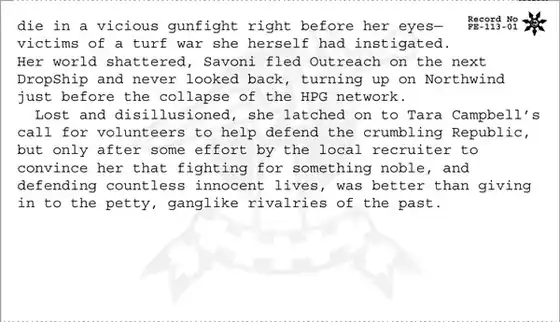 die in a vicious gunfight right before her eyes—
Record No
FE-113-01
victims of a turf war she herself had instigated.
Her world shattered, Savoni fled Outreach on the next
DropShip and never looked back, turning up on Northwind
just before the collapse of the HPG network.
Lost and disillusioned, she latched on to Tara Campbell's
call for volunteers to help defend the crumbling Republic,
but only after some effort by the local recruiter to
convince her that fighting for something noble, and
defending countless innocent lives, was better than giving
in to the petty, ganglike rivalries of the past.